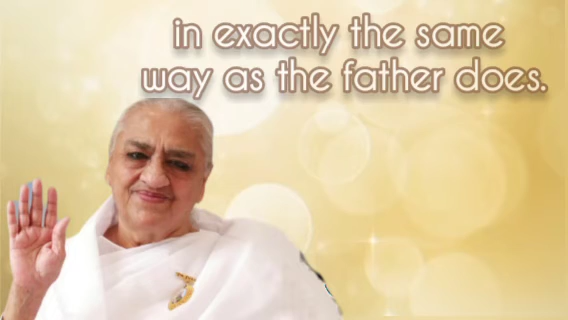 in exactly the same
way as the father does.